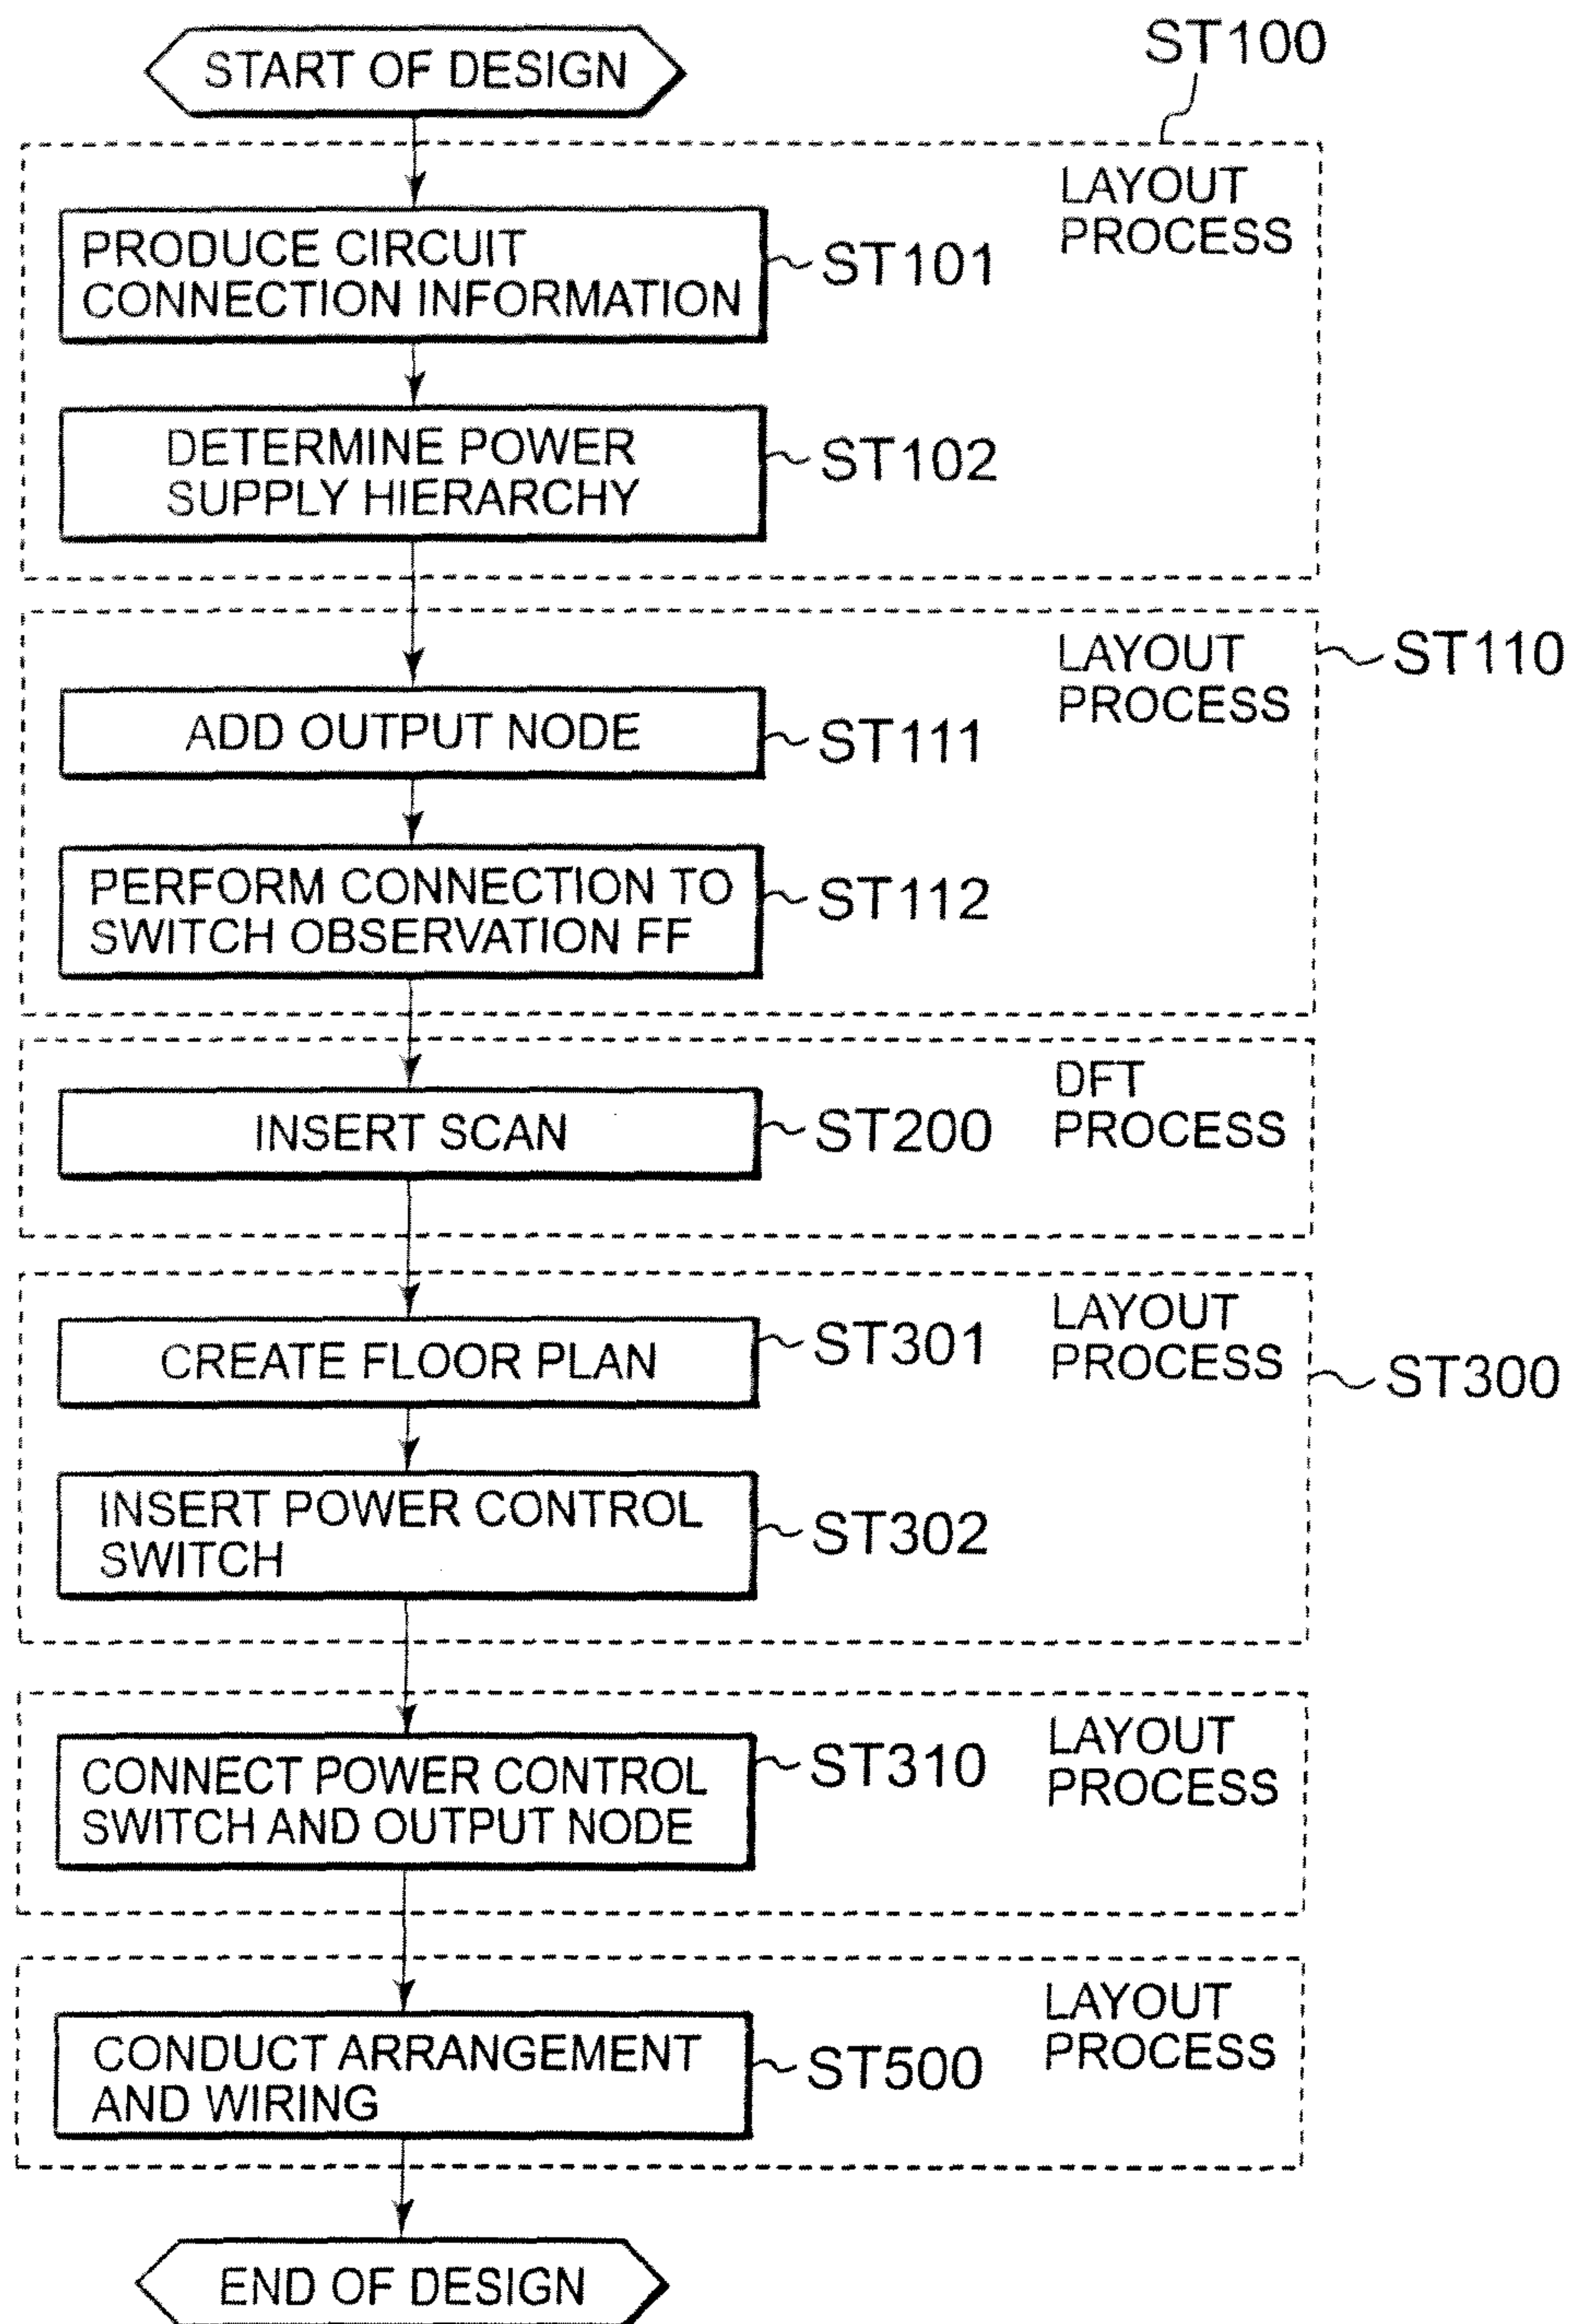 START OF DESIGN
ST100
LAYOUT
PROCESS
PRODUCE CIRCUIT
CONNECTION INFORMATION
ST101
DETERMINE POWER
SUPPLY HIERARCHY
ST102
LAYOUT
PROCESS
ST110
ADD OUTPUT NODE
ST111
PERFORM CONNECTION TO
SWITCH OBSERVATION FF
ST112
DFT
PROCESS
INSERT SCAN
ST200
LAYOUT
PROCESS
ST300
CREATE FLOOR PLAN
ST301
INSERT POWER CONTROL
SWITCH
ST302
LAYOUT
PROCESS
CONNECT POWER CONTROL
SWITCH AND OUTPUT NODE
ST310
LAYOUT
PROCESS
CONDUCT ARRANGEMENT
AND WIRING
ST500
END OF DESIGN